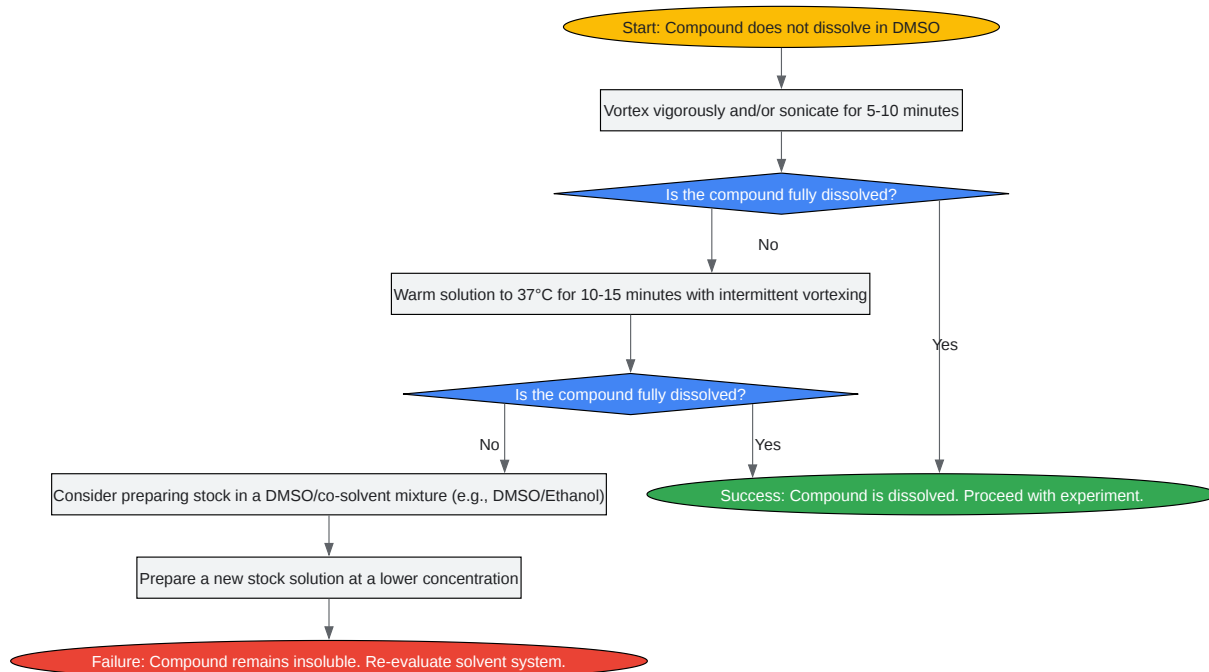 Start: Compound does not dissolve in DMSO
Vortex vigorously and/or sonicate for 5-10 minutes
Is the compound fully dissolved?
No
Warm solution to 37°C for 10-15 minutes with intermittent vortexing
Yes
Is the compound fully dissolved?
No
Yes
Consider preparing stock in a DMSO/co-solvent mixture (e.g., DMSO/Ethanol)
Success: Compound is dissolved. Proceed with experiment.
Prepare a new stock solution at a lower concentration
Failure: Compound remains insoluble. Re-evaluate solvent system.